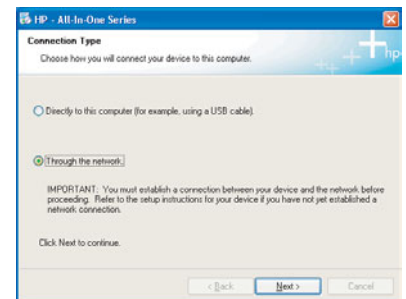 HP - All-In-One Series
Connection Type
Choose how you will connect your device to this computer.
hp
Directly to this computer (for example, using a USB cable).
Through the network.
IMPORTANT: You must establish a connection between your device and the network before
proceeding. Refer to the setup instructions for your device if you have not yet established a
network connection.
Click Next to continue.
< Back Next > Cancel